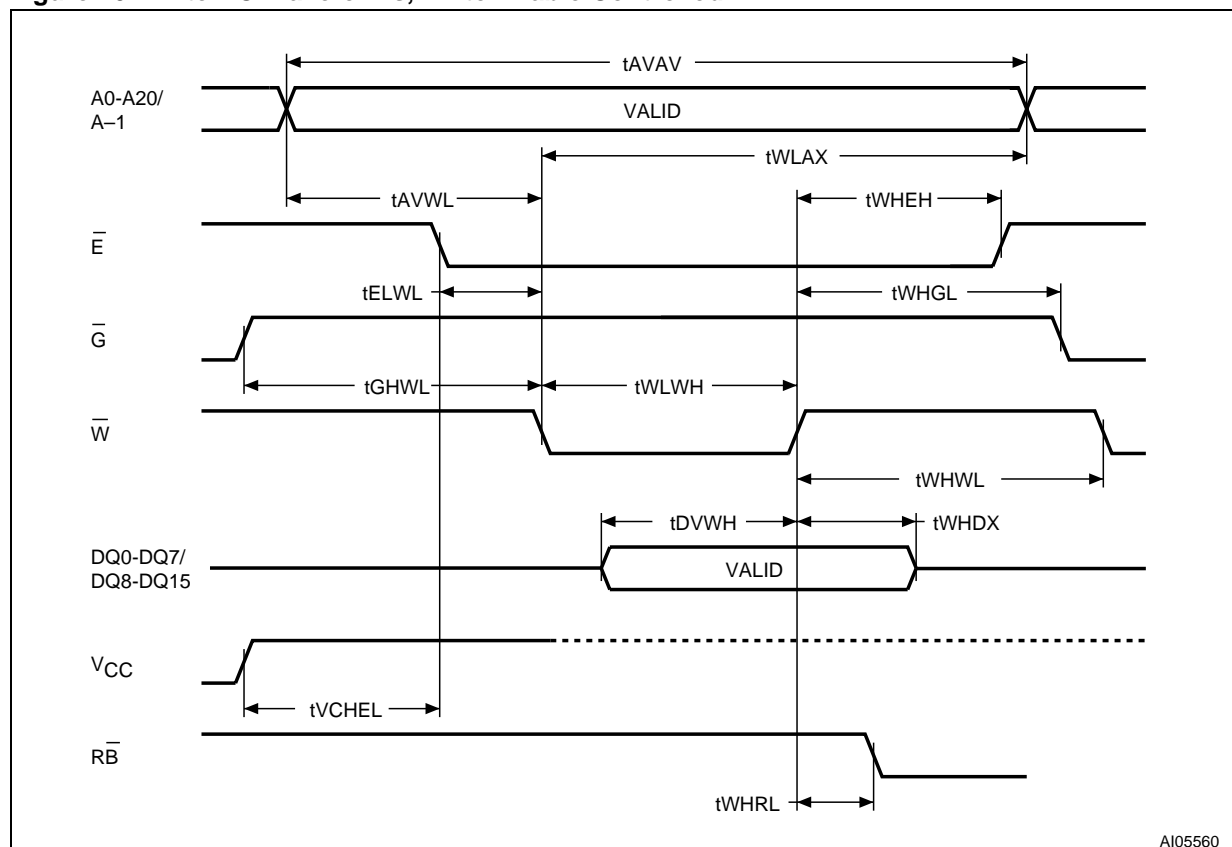 tAVAV
A0-A20/
A–1
VALID
tWLAX
tAVWL
tWHEH
E̅
tELWL
tWHGL
G̅
tGHWL
tWLWH
W̅
tWHWL
tDVWH
tWHDX
DQ0-DQ7/
DQ8-DQ15
VALID
VCC
tVCHEL
RB̅
tWHRL
AI05560